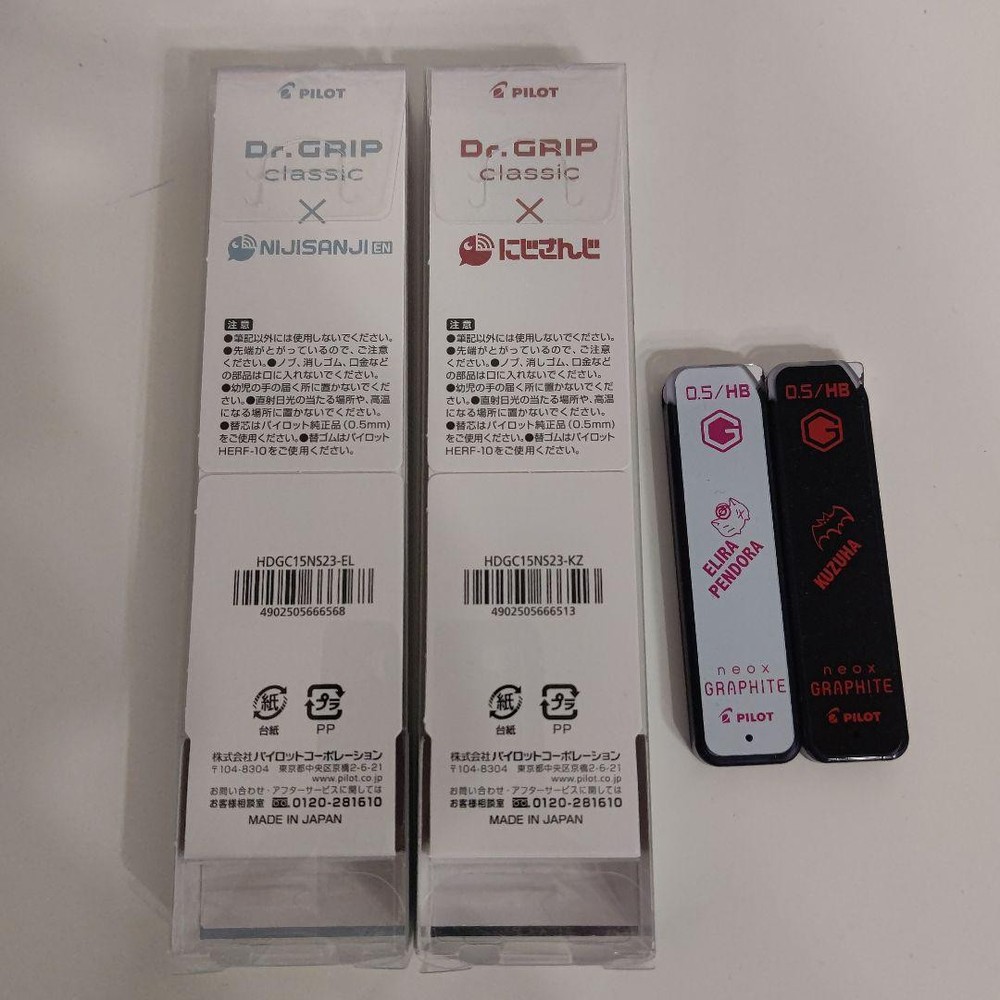 PILOT
Dr.GRIP
classic
×
NIJISANJI EN
注意
●筆記以外には使用しないでください。
●先端がとがっているので、ご注意
ください。●ノブ、消しゴム、口金など
の部品は口に入れないでください。
●幼児の手の届く所に置かないでくだ
さい。●直射日光の当たる場所や、高温
になる場所に置かないでください。
●替芯はパイロット純正品(0.5mm)
をご使用ください。●替ゴムはパイロット
HERF-10をご使用ください。
HDGC15NS23-EL
4902505666568
紙
台紙
プラ
PP
株式会社パイロットコーポレーション
〒104-8304 東京都中央区京橋2-6-21
www.pilot.co.jp
お問い合わせ・アフターサービスに関しては
お客様相談室 0120-281610
MADE IN JAPAN
PILOT
Dr.GRIP
classic
×
にじさんじ
注意
●筆記以外には使用しないでください。
●先端がとがっているので、ご注意
ください。●ノブ、消しゴム、口金など
の部品は口に入れないでください。
●幼児の手の届く所に置かないでくだ
さい。●直射日光の当たる場所や、高温
になる場所に置かないでください。
●替芯はパイロット純正品(0.5mm)
をご使用ください。●替ゴムはパイロット
HERF-10をご使用ください。
HDGC15NS23-KZ
4902505666513
紙
台紙
プラ
PP
株式会社パイロットコーポレーション
〒104-8304 東京都中央区京橋2-6-21
www.pilot.co.jp
お問い合わせ・アフターサービスに関しては
お客様相談室 0120-281610
MADE IN JAPAN
0.5/HB
G
ELIRA
PENDORA
neox
GRAPHITE
PILOT
0.5/HB
G
KUZUHA
neox
GRAPHITE
PILOT